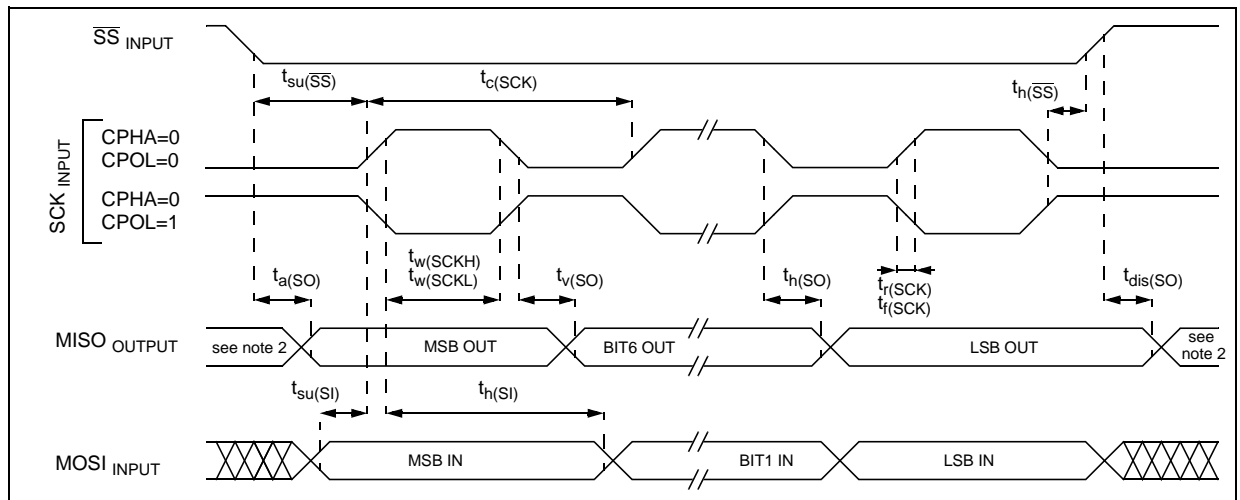 SS INPUT
tsu(SS)
tc(SCK)
th(SS)
SCK INPUT
CPHA=0
CPOL=0
CPHA=0
CPOL=1
ta(SO)
tw(SCKH)
tw(SCKL)
tv(SO)
th(SO)
tr(SCK)
tf(SCK)
tdis(SO)
MISO OUTPUT
see note 2
MSB OUT
BIT6 OUT
LSB OUT
see
note 2
tsu(SI)
th(SI)
MOSI INPUT
MSB IN
BIT1 IN
LSB IN